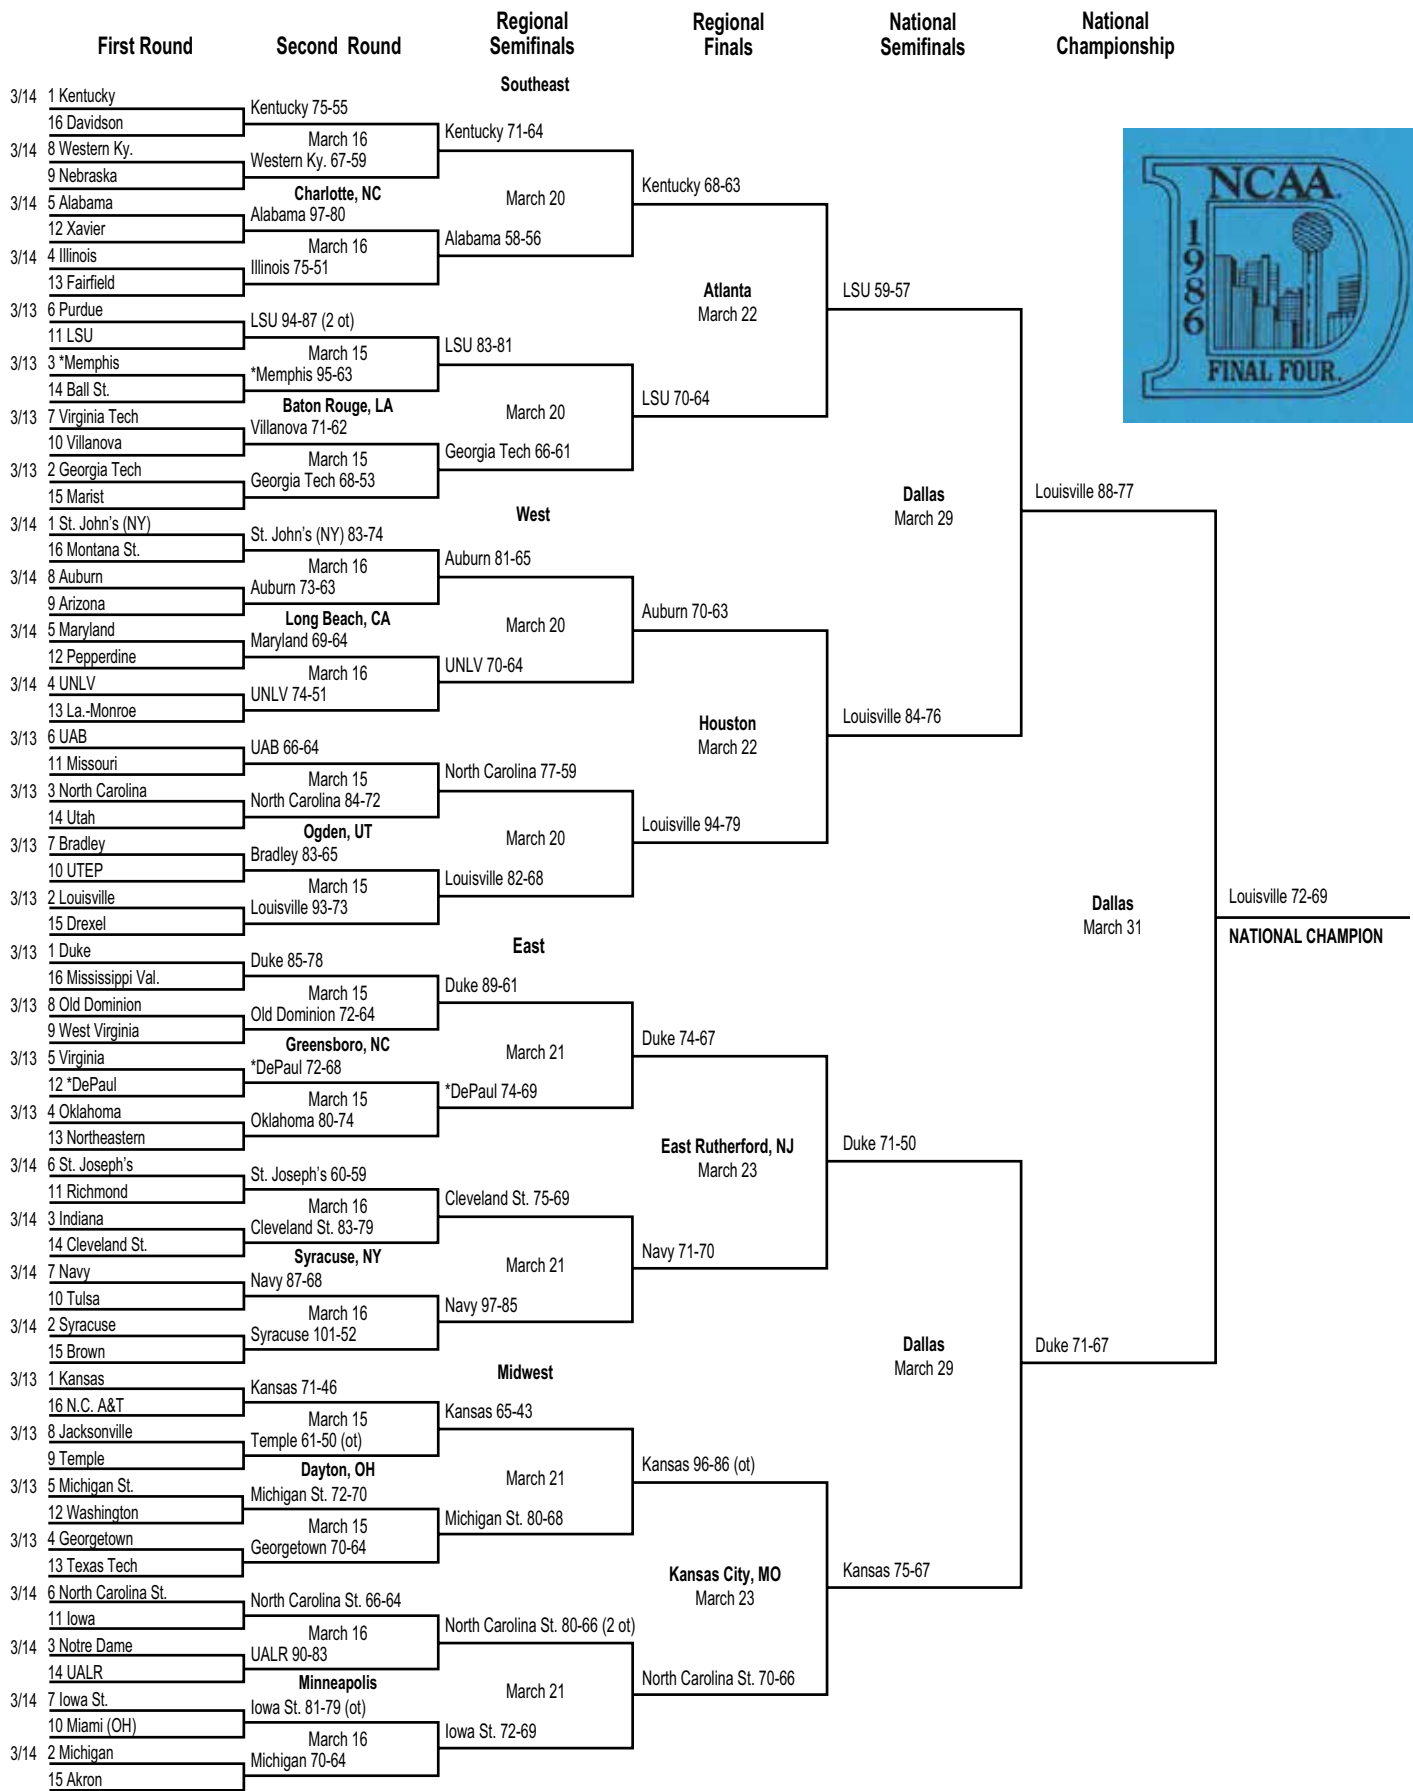 First Round
Second Round
Regional
Semifinals
Regional
Finals
National
Semifinals
National
Championship
Southeast
3/14 1 Kentucky
16 Davidson
3/14 8 Western Ky.
9 Nebraska
3/14 5 Alabama
12 Xavier
3/14 4 Illinois
13 Fairfield
3/13 6 Purdue
11 LSU
3/13 3 *Memphis
14 Ball St.
3/13 7 Virginia Tech
10 Villanova
3/13 2 Georgia Tech
15 Marist
Kentucky 75-55
March 16
Western Ky. 67-59
Charlotte, NC
Alabama 97-80
March 16
Illinois 75-51
LSU 94-87 (2 ot)
March 15
*Memphis 95-63
Baton Rouge, LA
Villanova 71-62
March 15
Georgia Tech 68-53
Kentucky 71-64
March 20
Alabama 58-56
LSU 83-81
March 20
Georgia Tech 66-61
Kentucky 68-63
Atlanta
March 22
LSU 70-64
West
3/14 1 St. John's (NY)
16 Montana St.
3/14 8 Auburn
9 Arizona
3/14 5 Maryland
12 Pepperdine
3/14 4 UNLV
13 La.-Monroe
3/13 6 UAB
11 Missouri
3/13 3 North Carolina
14 Utah
3/13 7 Bradley
10 UTEP
3/13 2 Louisville
15 Drexel
St. John's (NY) 83-74
March 16
Auburn 73-63
Long Beach, CA
Maryland 69-64
March 16
UNLV 74-51
UAB 66-64
March 15
North Carolina 84-72
Ogden, UT
Bradley 83-65
March 15
Louisville 93-73
Auburn 81-65
March 20
UNLV 70-64
North Carolina 77-59
March 20
Louisville 82-68
Auburn 70-63
Houston
March 22
Louisville 94-79
East
3/13 1 Duke
16 Mississippi Val.
3/13 8 Old Dominion
9 West Virginia
3/13 5 Virginia
12 *DePaul
3/13 4 Oklahoma
13 Northeastern
3/14 6 St. Joseph's
11 Richmond
3/14 3 Indiana
14 Cleveland St.
3/14 7 Navy
10 Tulsa
3/14 2 Syracuse
15 Brown
Duke 85-78
March 15
Old Dominion 72-64
Greensboro, NC
*DePaul 72-68
March 15
Oklahoma 80-74
St. Joseph's 60-59
March 16
Cleveland St. 83-79
Syracuse, NY
Navy 87-68
March 16
Syracuse 101-52
Duke 89-61
March 21
*DePaul 74-69
Cleveland St. 75-69
March 21
Navy 97-85
Duke 74-67
East Rutherford, NJ
March 23
Navy 71-70
Midwest
3/13 1 Kansas
16 N.C. A&T
3/13 8 Jacksonville
9 Temple
3/13 5 Michigan St.
12 Washington
3/13 4 Georgetown
13 Texas Tech
3/14 6 North Carolina St.
11 Iowa
3/14 3 Notre Dame
14 UALR
3/14 7 Iowa St.
10 Miami (OH)
3/14 2 Michigan
15 Akron
Kansas 71-46
March 15
Temple 61-50 (ot)
Dayton, OH
Michigan St. 72-70
March 15
Georgetown 70-64
North Carolina St. 66-64
March 16
UALR 90-83
Minneapolis
Iowa St. 81-79 (ot)
March 16
Michigan 70-64
Kansas 65-43
March 21
Michigan St. 80-68
North Carolina St. 80-66 (2 ot)
March 21
Iowa St. 72-69
Kansas 96-86 (ot)
Kansas City, MO
March 23
North Carolina St. 70-66
LSU 59-57
Dallas
March 29
Louisville 84-76
Duke 71-50
Dallas
March 29
Kansas 75-67
Louisville 88-77
Dallas
March 31
Duke 71-67
Louisville 72-69
NATIONAL CHAMPION
NCAA
1986
FINAL FOUR.